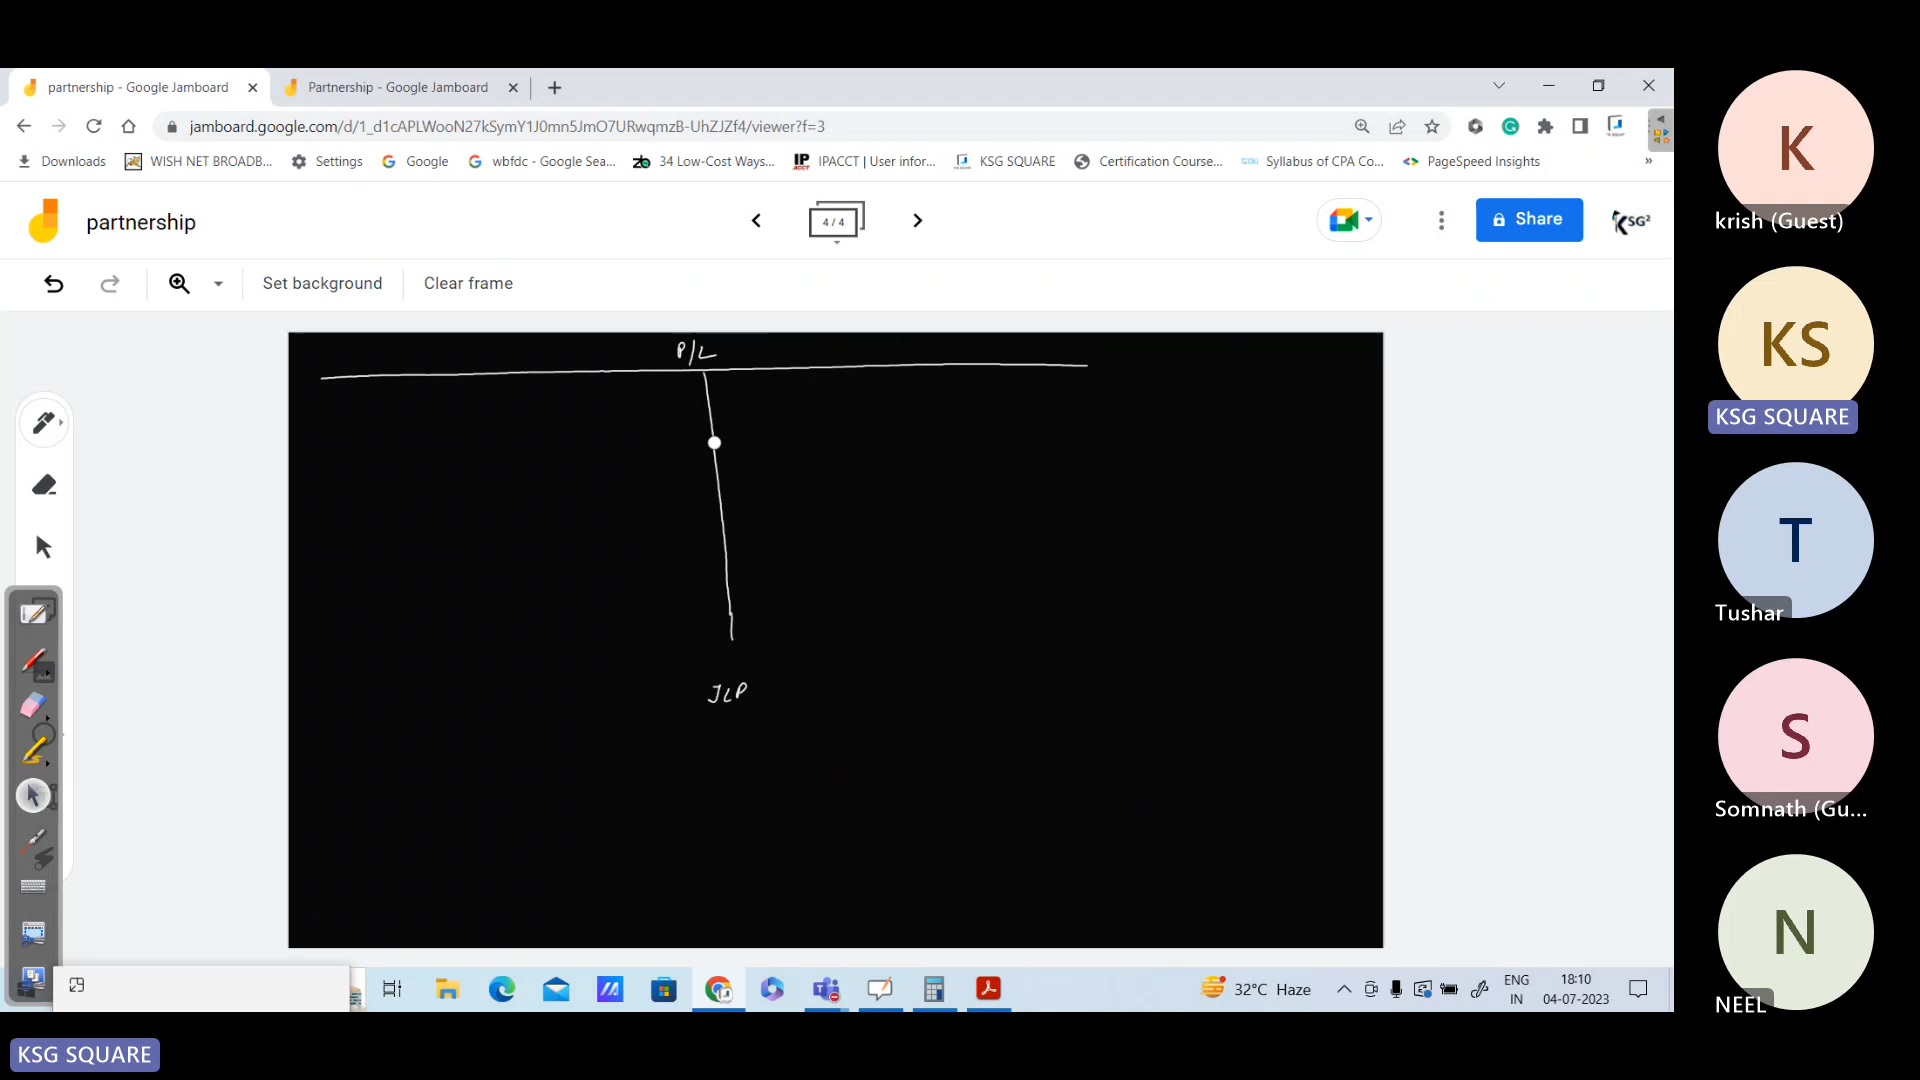 partnership - Google Jamboard
Partnership - Google Jamboard
jamboard.google.com/d/1_d1cAPLWooN27kSymY1J0mn5JmO7URwqmzB-UhZJZf4/viewer?f=3
Downloads
WISH NET BROADB...
Settings
Google
wbfdc - Google Sea...
34 Low-Cost Ways...
IPACCT | User infor...
KSG SQUARE
Certification Course...
Syllabus of CPA Co...
PageSpeed Insights
»
partnership
4 / 4
Share
KSG²
Set background
Clear frame
P/L
JLP
32°C Haze
ENG
IN
18:10
04-07-2023
K
krish (Guest)
KS
KSG SQUARE
T
Tushar
S
Somnath (Gu...
N
NEEL
KSG SQUARE